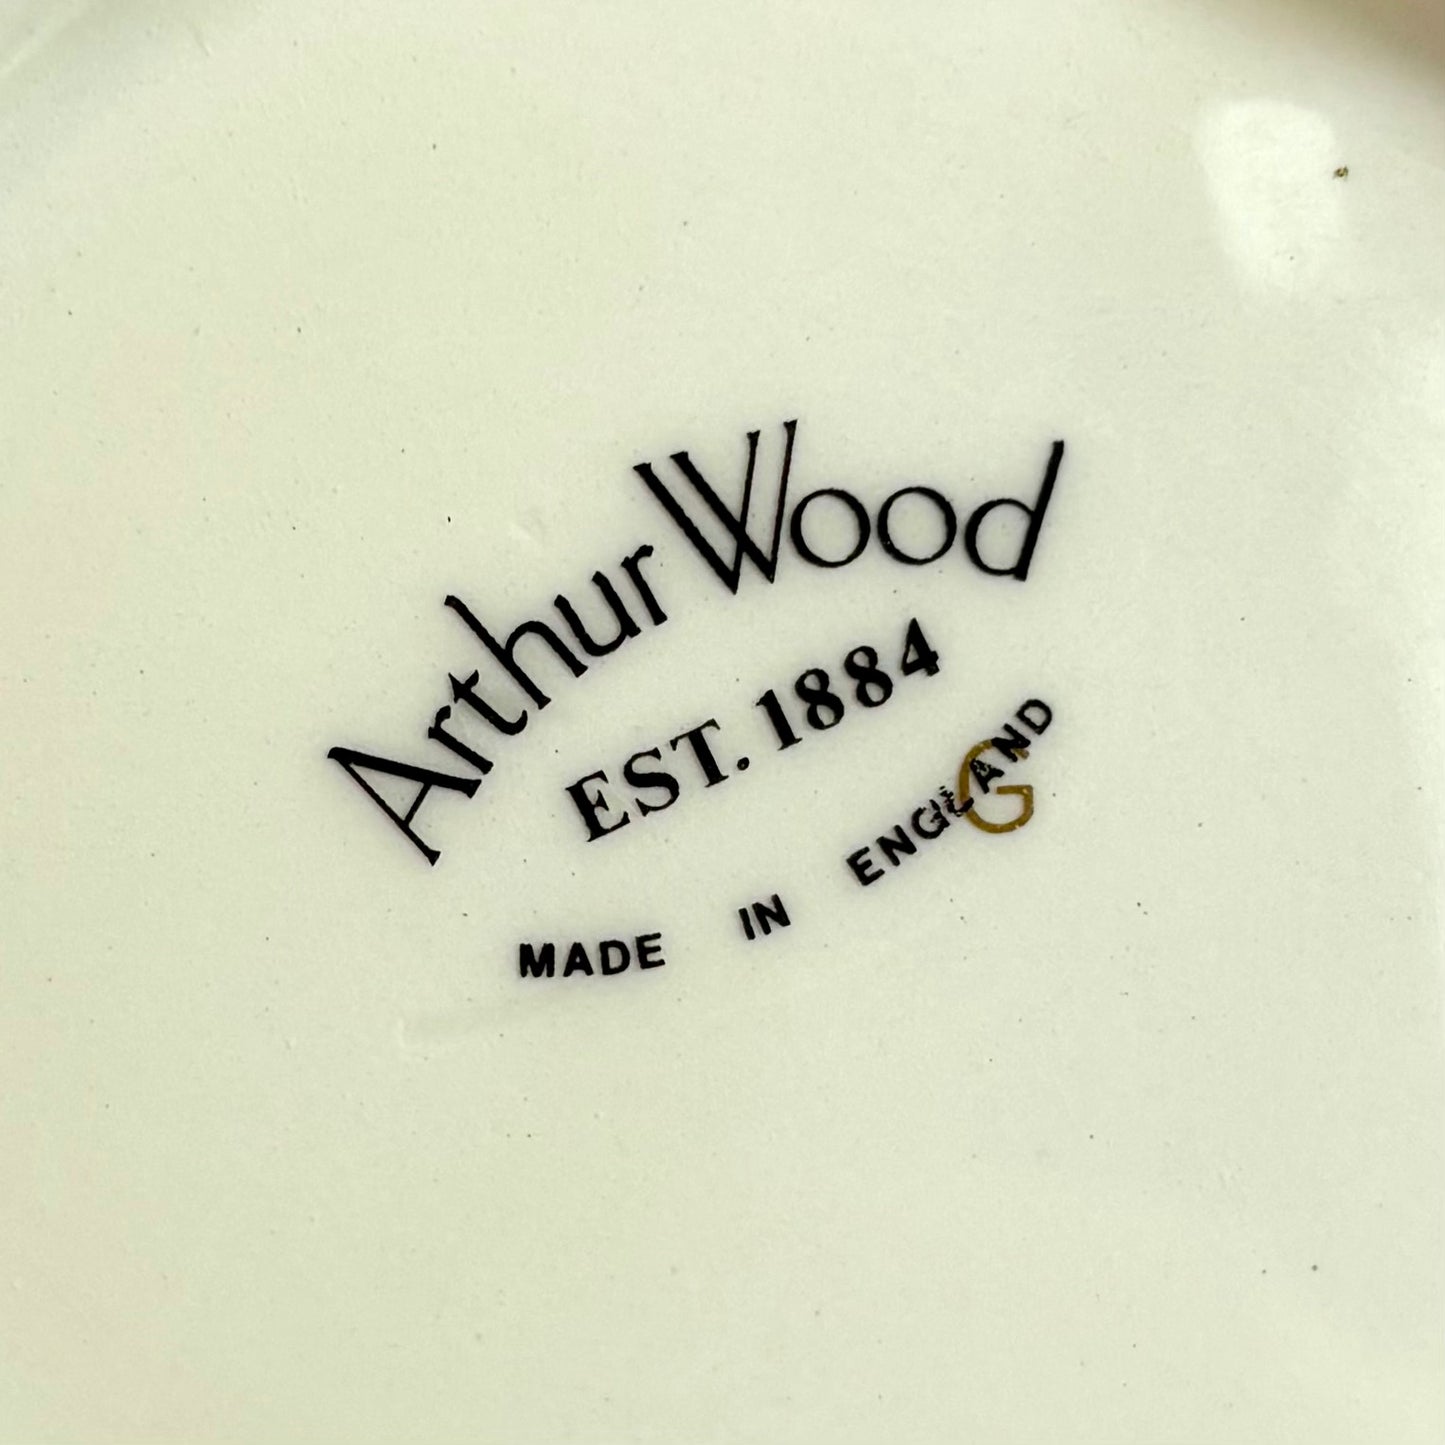 Arthur Wood
EST. 1884
MADE IN ENGLAND
G